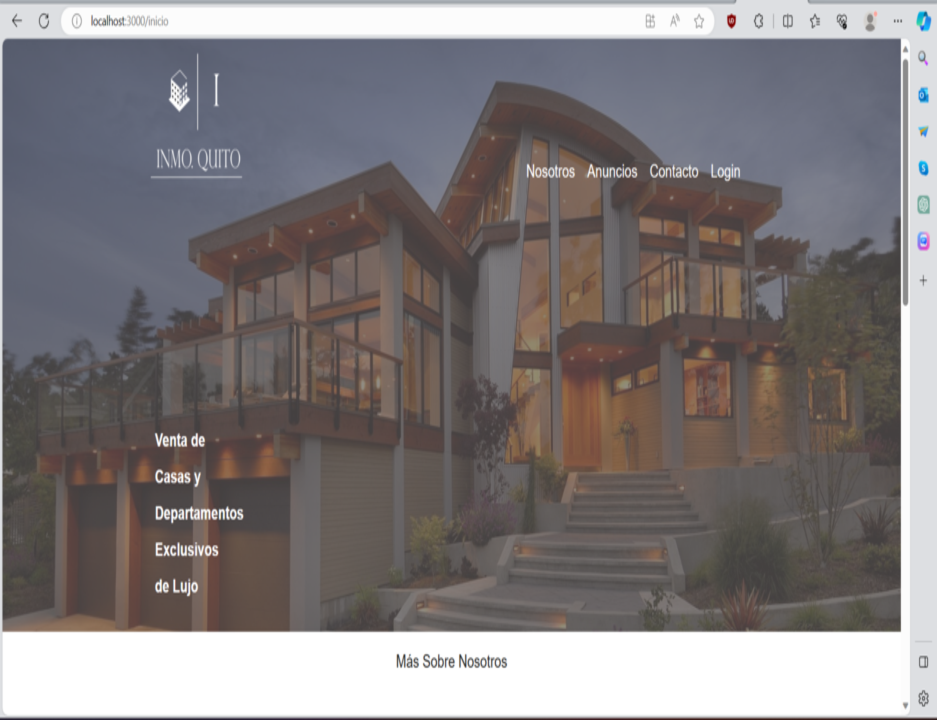 localhost:3000/inicio
I
INMO. QUITO
Nosotros Anuncios Contacto Login
Venta de
Casas y
Departamentos
Exclusivos
de Lujo
Más Sobre Nosotros